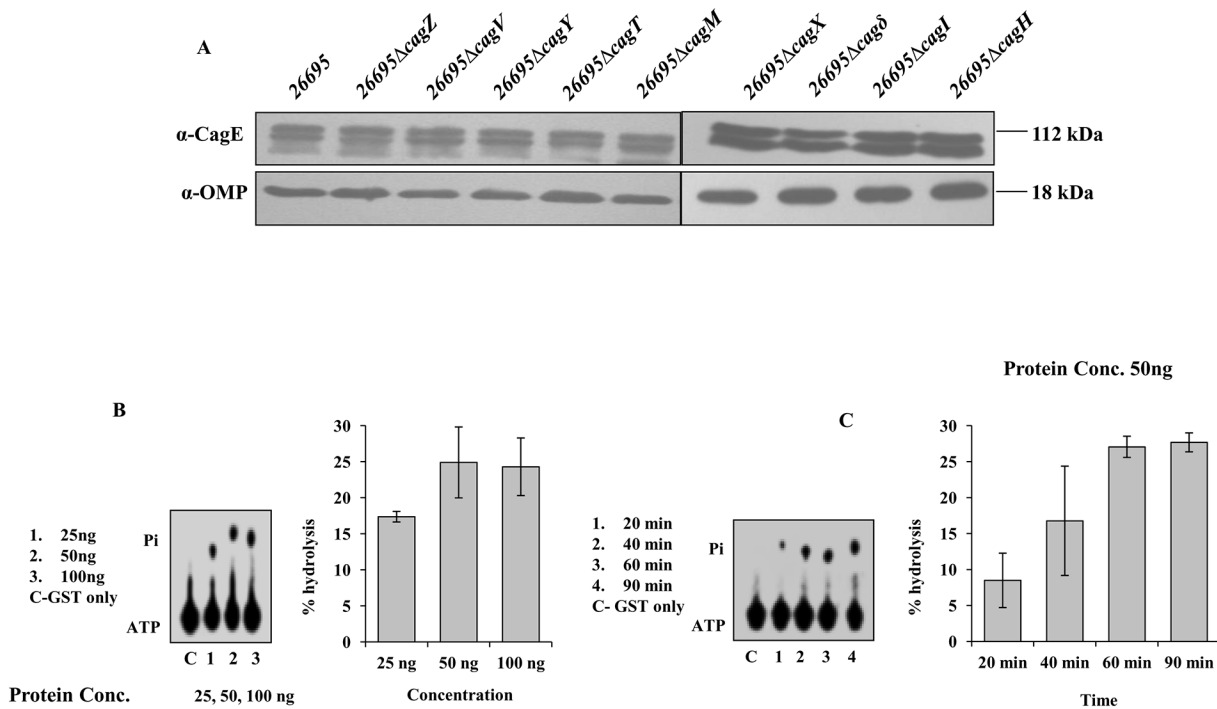 A
26695
26695ΔcagZ
26695ΔcagV
26695ΔcagY
26695ΔcagT
26695ΔcagM
26695ΔcagX
26695Δcagδ
26695ΔcagI
26695ΔcagH
α-CagE
112 kDa
α-OMP
18 kDa
B
1. 25ng
2. 50ng
3. 100ng
C-GST only
Pi
ATP
C 1 2 3
Protein Conc. 25, 50, 100 ng
% hydrolysis
30
25
20
15
10
5
0
25 ng 50 ng 100 ng
Concentration
C
Protein Conc. 50ng
1. 20 min
2. 40 min
3. 60 min
4. 90 min
C- GST only
Pi
ATP
C 1 2 3 4
% hydrolysis
30
25
20
15
10
5
0
20 min 40 min 60 min 90 min
Time